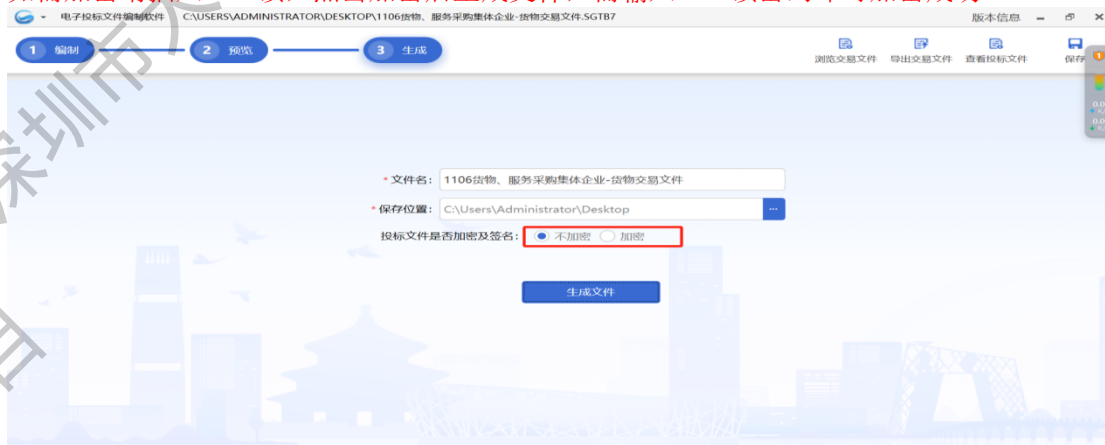 电子投标文件编制软件 C:\USERS\ADMINISTRATOR\DESKTOP\1106货物、服务采购集体企业-货物交易文件.SGTB7 版本信息
1 编制 2 预览 3 生成
浏览交易文件 导出交易文件 查看投标文件 保存
* 文件名: 1106货物、服务采购集体企业-货物交易文件
* 保存位置: C:\Users\Administrator\Desktop ...
投标文件是否加密及签名: 不加密 加密
生成文件
深圳市
目